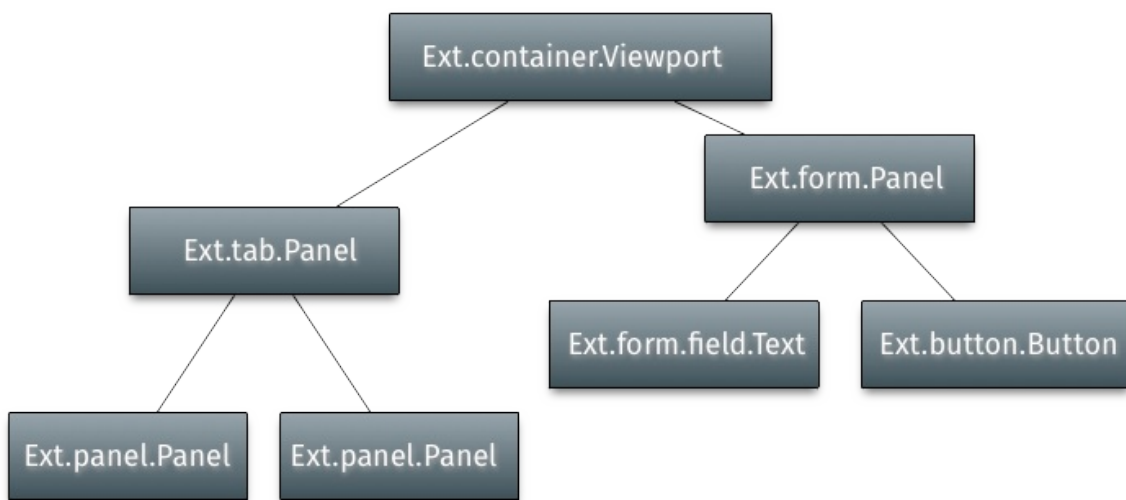 Ext.container.Viewport
Ext.form.Panel
Ext.tab.Panel
Ext.form.field.Text
Ext.button.Button
Ext.panel.Panel
Ext.panel.Panel